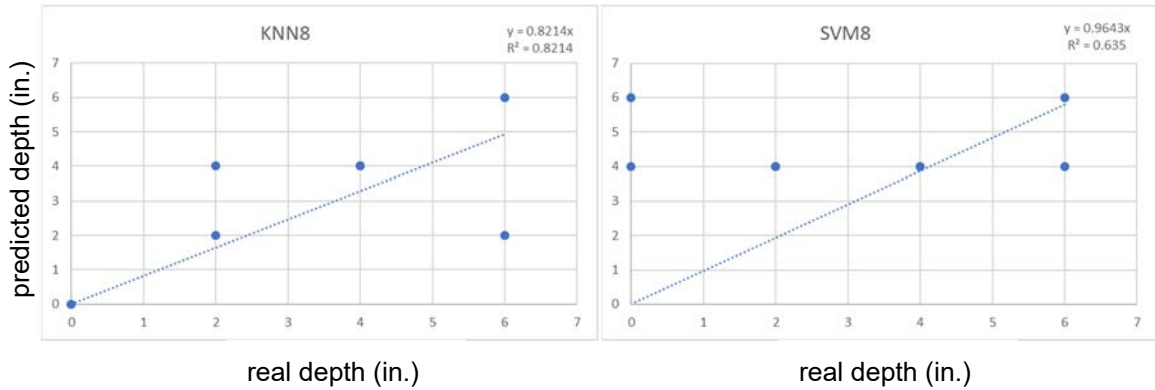 KNN8
y = 0.8214x
R² = 0.8214
predicted depth (in.)
7
6
5
4
3
2
1
0
0 1 2 3 4 5 6 7
real depth (in.)
SVM8
y = 0.9643x
R² = 0.635
7
6
5
4
3
2
1
0
0 1 2 3 4 5 6 7
real depth (in.)